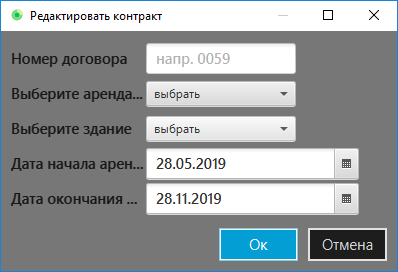 Редактировать контракт
Номер договора напр. 0059
Выберите аренда... выбрать
Выберите здание выбрать
Дата начала арен... 28.05.2019
Дата окончания ... 28.11.2019
Ок Отмена